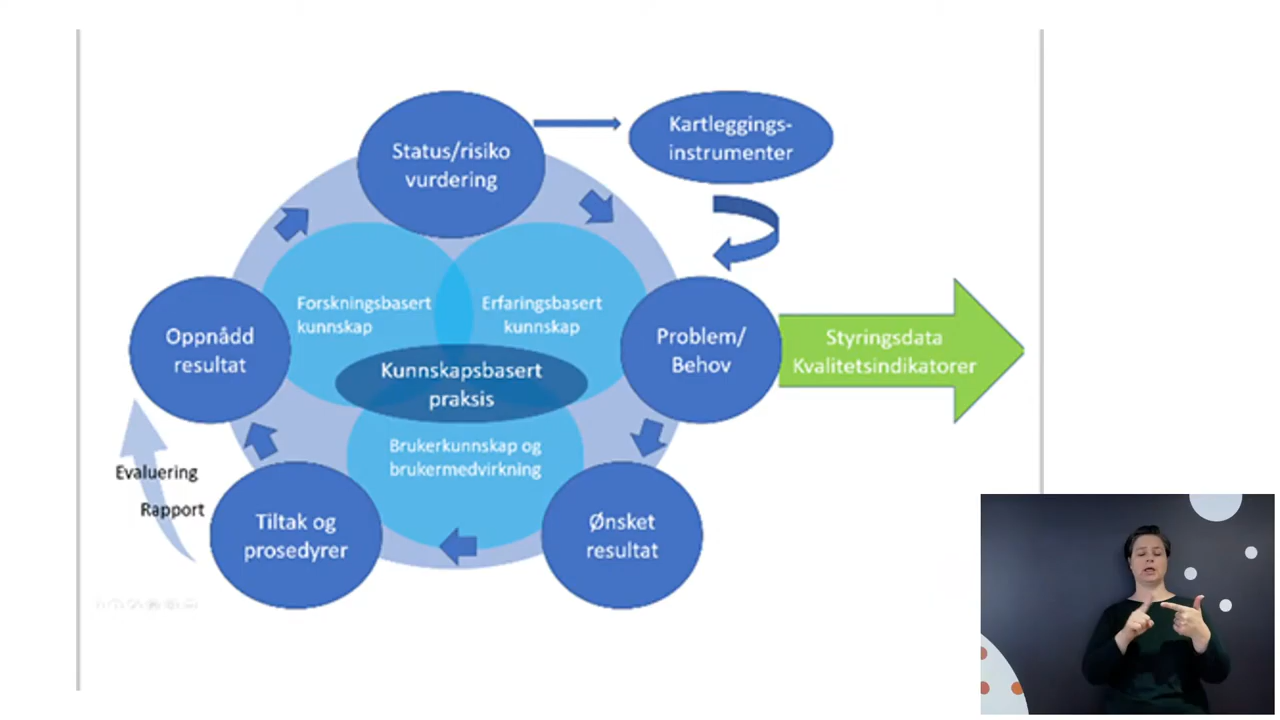 Status/risiko
vurdering
Kartleggings-
instrumenter
Forskningsbasert
kunnskap
Erfaringsbasert
kunnskap
Oppnådd
resultat
Problem/
Behov
Styringsdata
Kvalitetsindikatorer
Kunnskapsbasert
praksis
Brukerkunnskap og
brukermedvirkning
Evaluering
Rapport
Tiltak og
prosedyrer
Ønsket
resultat